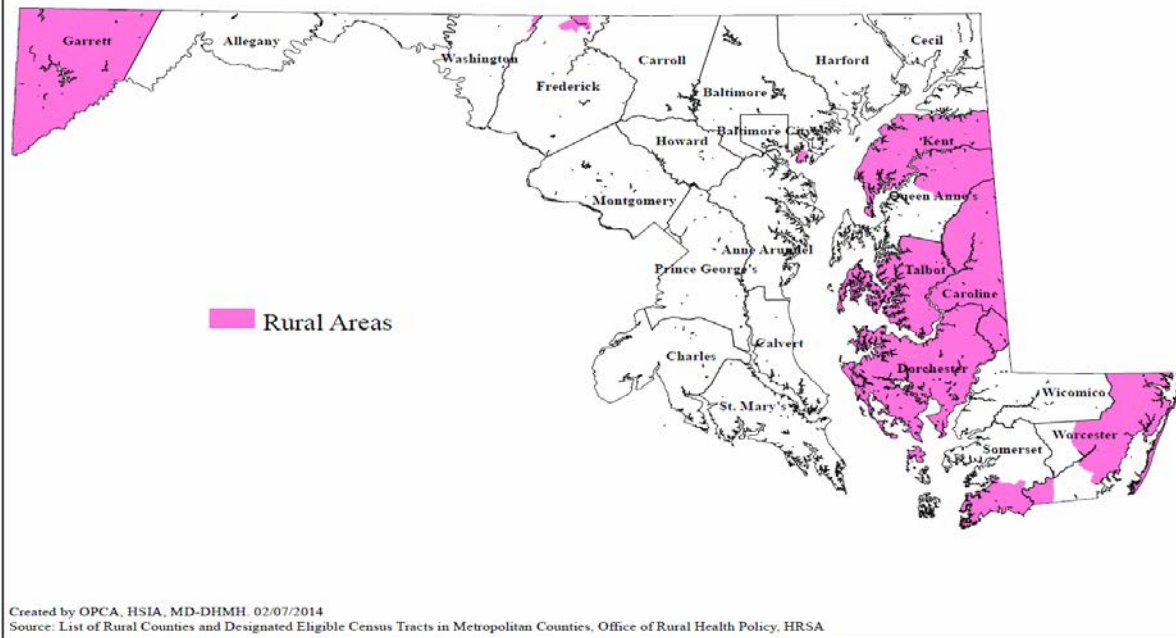 Garrett
Allegany
Washington
Frederick
Carroll
Baltimore
Harford
Cecil
Baltimore City
Howard
Kent
Montgomery
Queen Anne's
Anne Arundel
Prince George's
Talbot
Caroline
Rural Areas
Calvert
Charles
Dorchester
St. Mary's
Wicomico
Worcester
Somerset
Created by OPCA, HSIA, MD-DHMH. 02/07/2014
Source: List of Rural Counties and Designated Eligible Census Tracts in Metropolitan Counties, Office of Rural Health Policy, HRSA